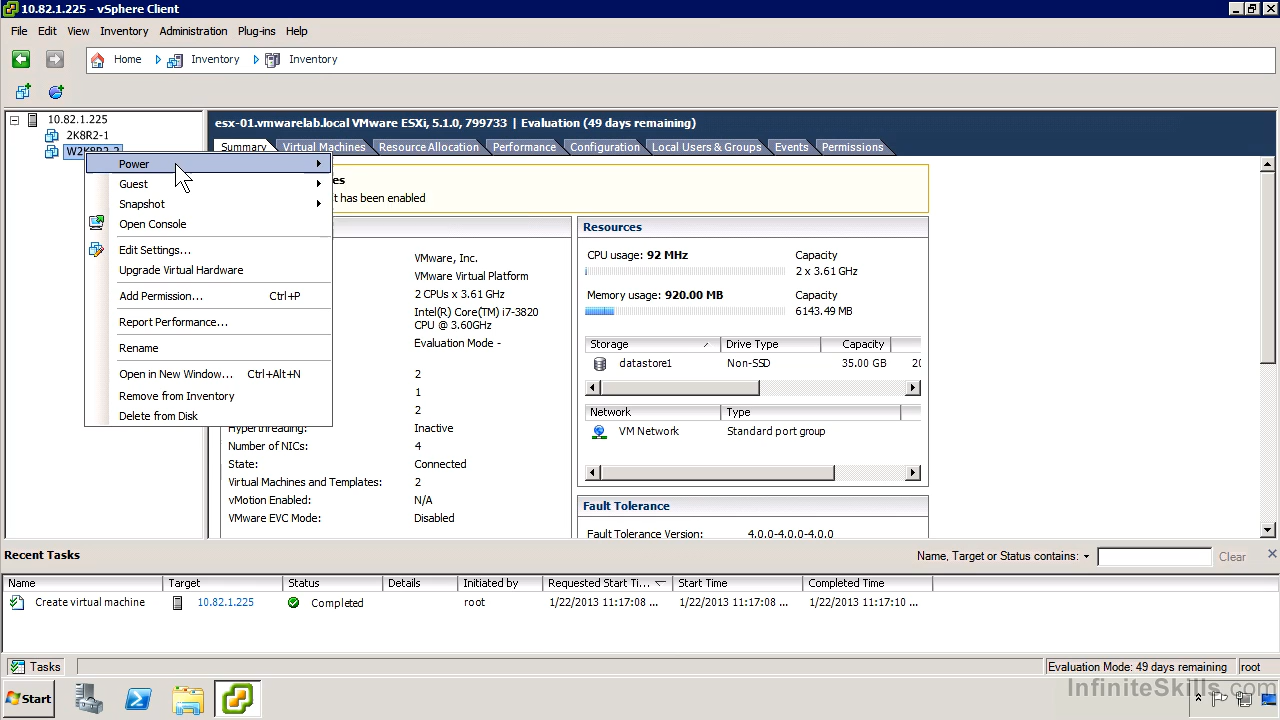 10.82.1.225 - vSphere Client
File Edit View Inventory Administration Plug-ins Help
Home Inventory Inventory
10.82.1.225
2K8R2-1
W2K8R2-2
esx-01.vmwarelab.local VMware ESXi, 5.1.0, 799733 | Evaluation (49 days remaining)
Summary Virtual Machines Resource Allocation Performance Configuration Local Users & Groups Events Permissions
Power
Guest
Snapshot
Open Console
Edit Settings...
Upgrade Virtual Hardware
Add Permission... Ctrl+P
Report Performance...
Rename
Open in New Window... Ctrl+Alt+N
Remove from Inventory
Delete from Disk
t has been enabled
VMware, Inc.
VMware Virtual Platform
2 CPUs x 3.61 GHz
Intel(R) Core(TM) i7-3820
CPU @ 3.60GHz
Evaluation Mode -
2
1
2
Hyperthreading: Inactive
Number of NICs: 4
State: Connected
Virtual Machines and Templates: 2
vMotion Enabled: N/A
VMware EVC Mode: Disabled
Resources
CPU usage: 92 MHz Capacity
2 x 3.61 GHz
Memory usage: 920.00 MB Capacity
6143.49 MB
Storage Drive Type Capacity
datastore1 Non-SSD 35.00 GB 20
Network Type
VM Network Standard port group
Fault Tolerance
Fault Tolerance Version: 4.0.0-4.0.0-4.0.0
Recent Tasks Name, Target or Status contains: Clear
Name Target Status Details Initiated by Requested Start Ti... Start Time Completed Time
Create virtual machine 10.82.1.225 Completed root 1/22/2013 11:17:08 ... 1/22/2013 11:17:08 ... 1/22/2013 11:17:10 ...
Tasks Evaluation Mode: 49 days remaining root
Start InfiniteSkills.com